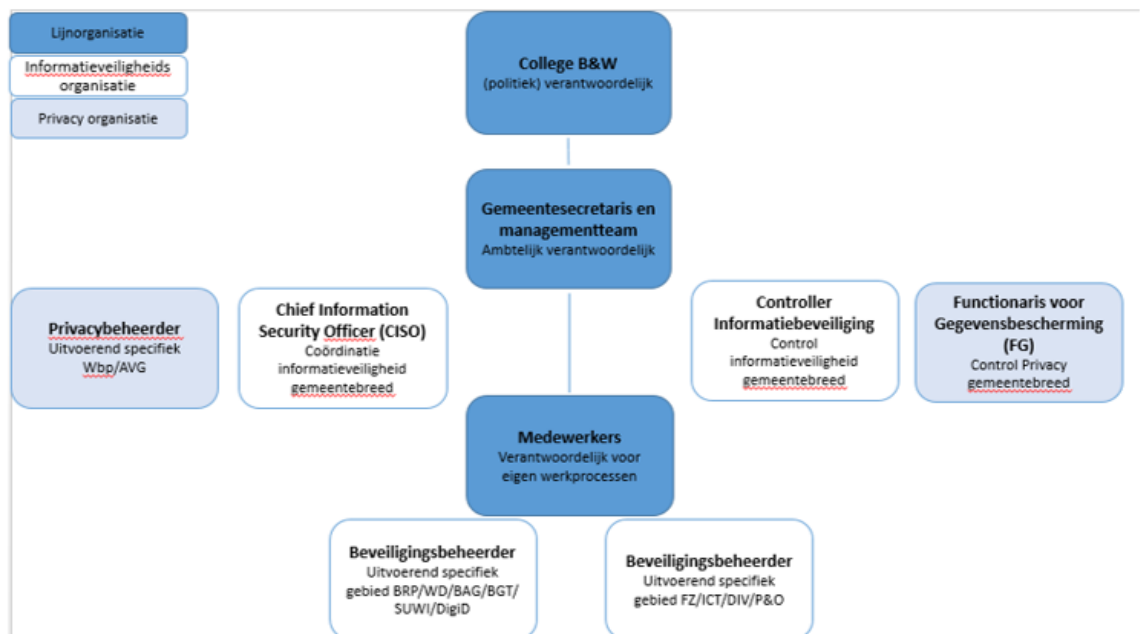 Lijnorganisatie
Informatieveiligheids
organisatie
Privacy organisatie
College B&W
(politiek) verantwoordelijk
Gemeentesecretaris en
managementteam
Ambtelijk verantwoordelijk
Privacybeheerder
Uitvoerend specifiek
Wbp/AVG
Chief Information
Security Officer (CISO)
Coördinatie
informatieveiligheid
gemeentebreed
Controller
Informatiebeveiliging
Control
informatieveiligheid
gemeentebreed
Functionaris voor
Gegevensbescherming
(FG)
Control Privacy
gemeentebreed
Medewerkers
Verantwoordelijk voor
eigen werkprocessen
Beveiligingsbeheerder
Uitvoerend specifiek
gebied BRP/WD/BAG/BGT/
SUWI/DigiD
Beveiligingsbeheerder
Uitvoerend specifiek
gebied FZ/ICT/DIV/P&O